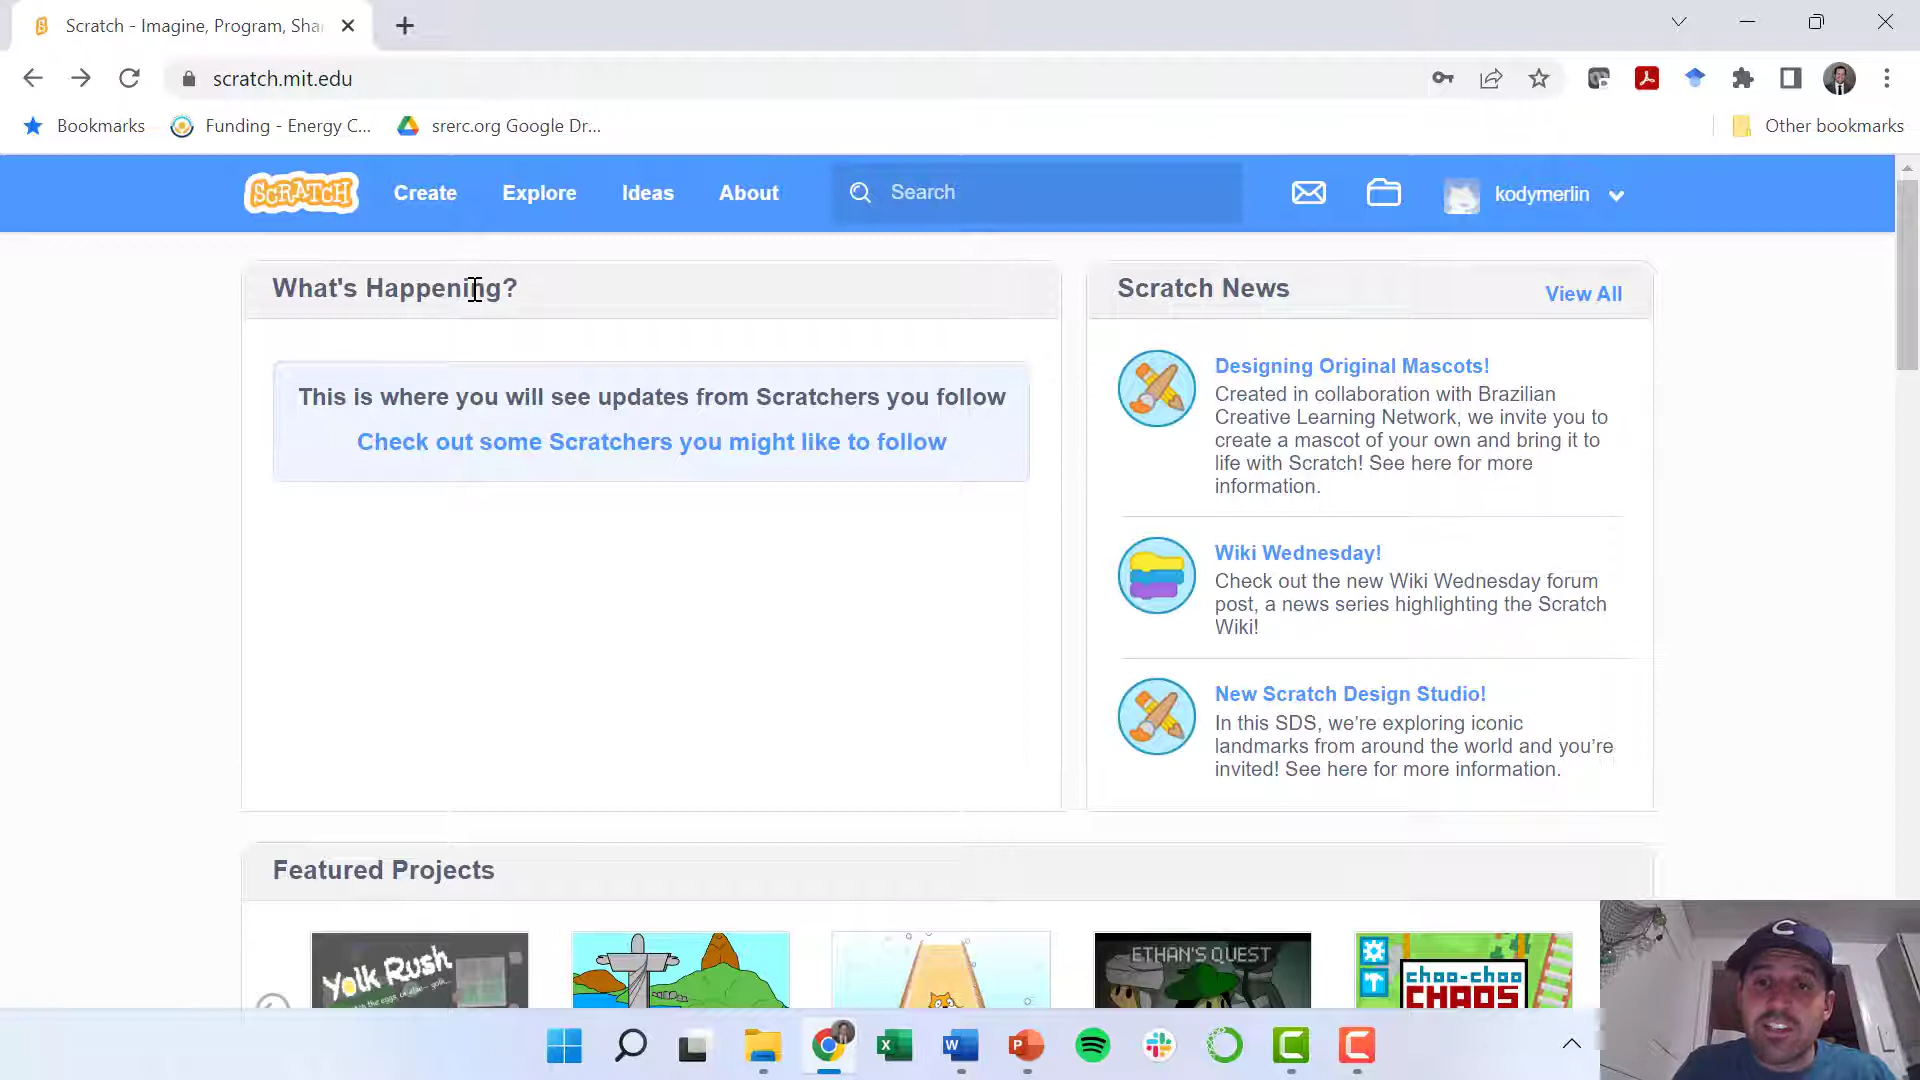 Scratch - Imagine, Program, Sha
scratch.mit.edu
Bookmarks
Funding - Energy C...
srerc.org Google Dr...
Other bookmarks
SCRATCH
Create
Explore
Ideas
About
Search
kodymerlin
What's Happening?
This is where you will see updates from Scratchers you follow
Check out some Scratchers you might like to follow
Scratch News
View All
Designing Original Mascots!
Created in collaboration with Brazilian
Creative Learning Network, we invite you to
create a mascot of your own and bring it to
life with Scratch! See here for more
information.
Wiki Wednesday!
Check out the new Wiki Wednesday forum
post, a news series highlighting the Scratch
Wiki!
New Scratch Design Studio!
In this SDS, we're exploring iconic
landmarks from around the world and you're
invited! See here for more information.
Featured Projects
Yolk Rush
ETHAN'S QUEST
choo-choo
CHAOS